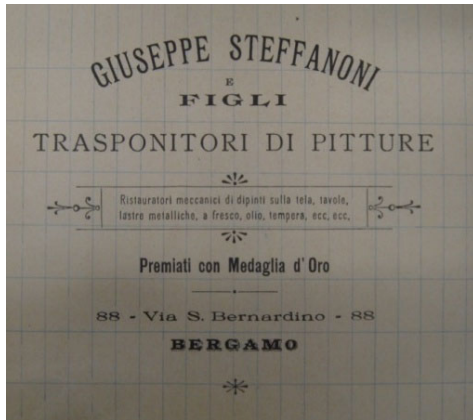 GIUSEPPE STEFFANONI
E
FIGLI
TRASPONITORI DI PITTURE
Ristauratori meccanici di dipinti sulla tela, tavole,
lastre metalliche, a fresco, olio, tempera, ecc, ecc,
Premiati con Medaglia d'Oro
88 - Via S. Bernardino - 88
BERGAMO